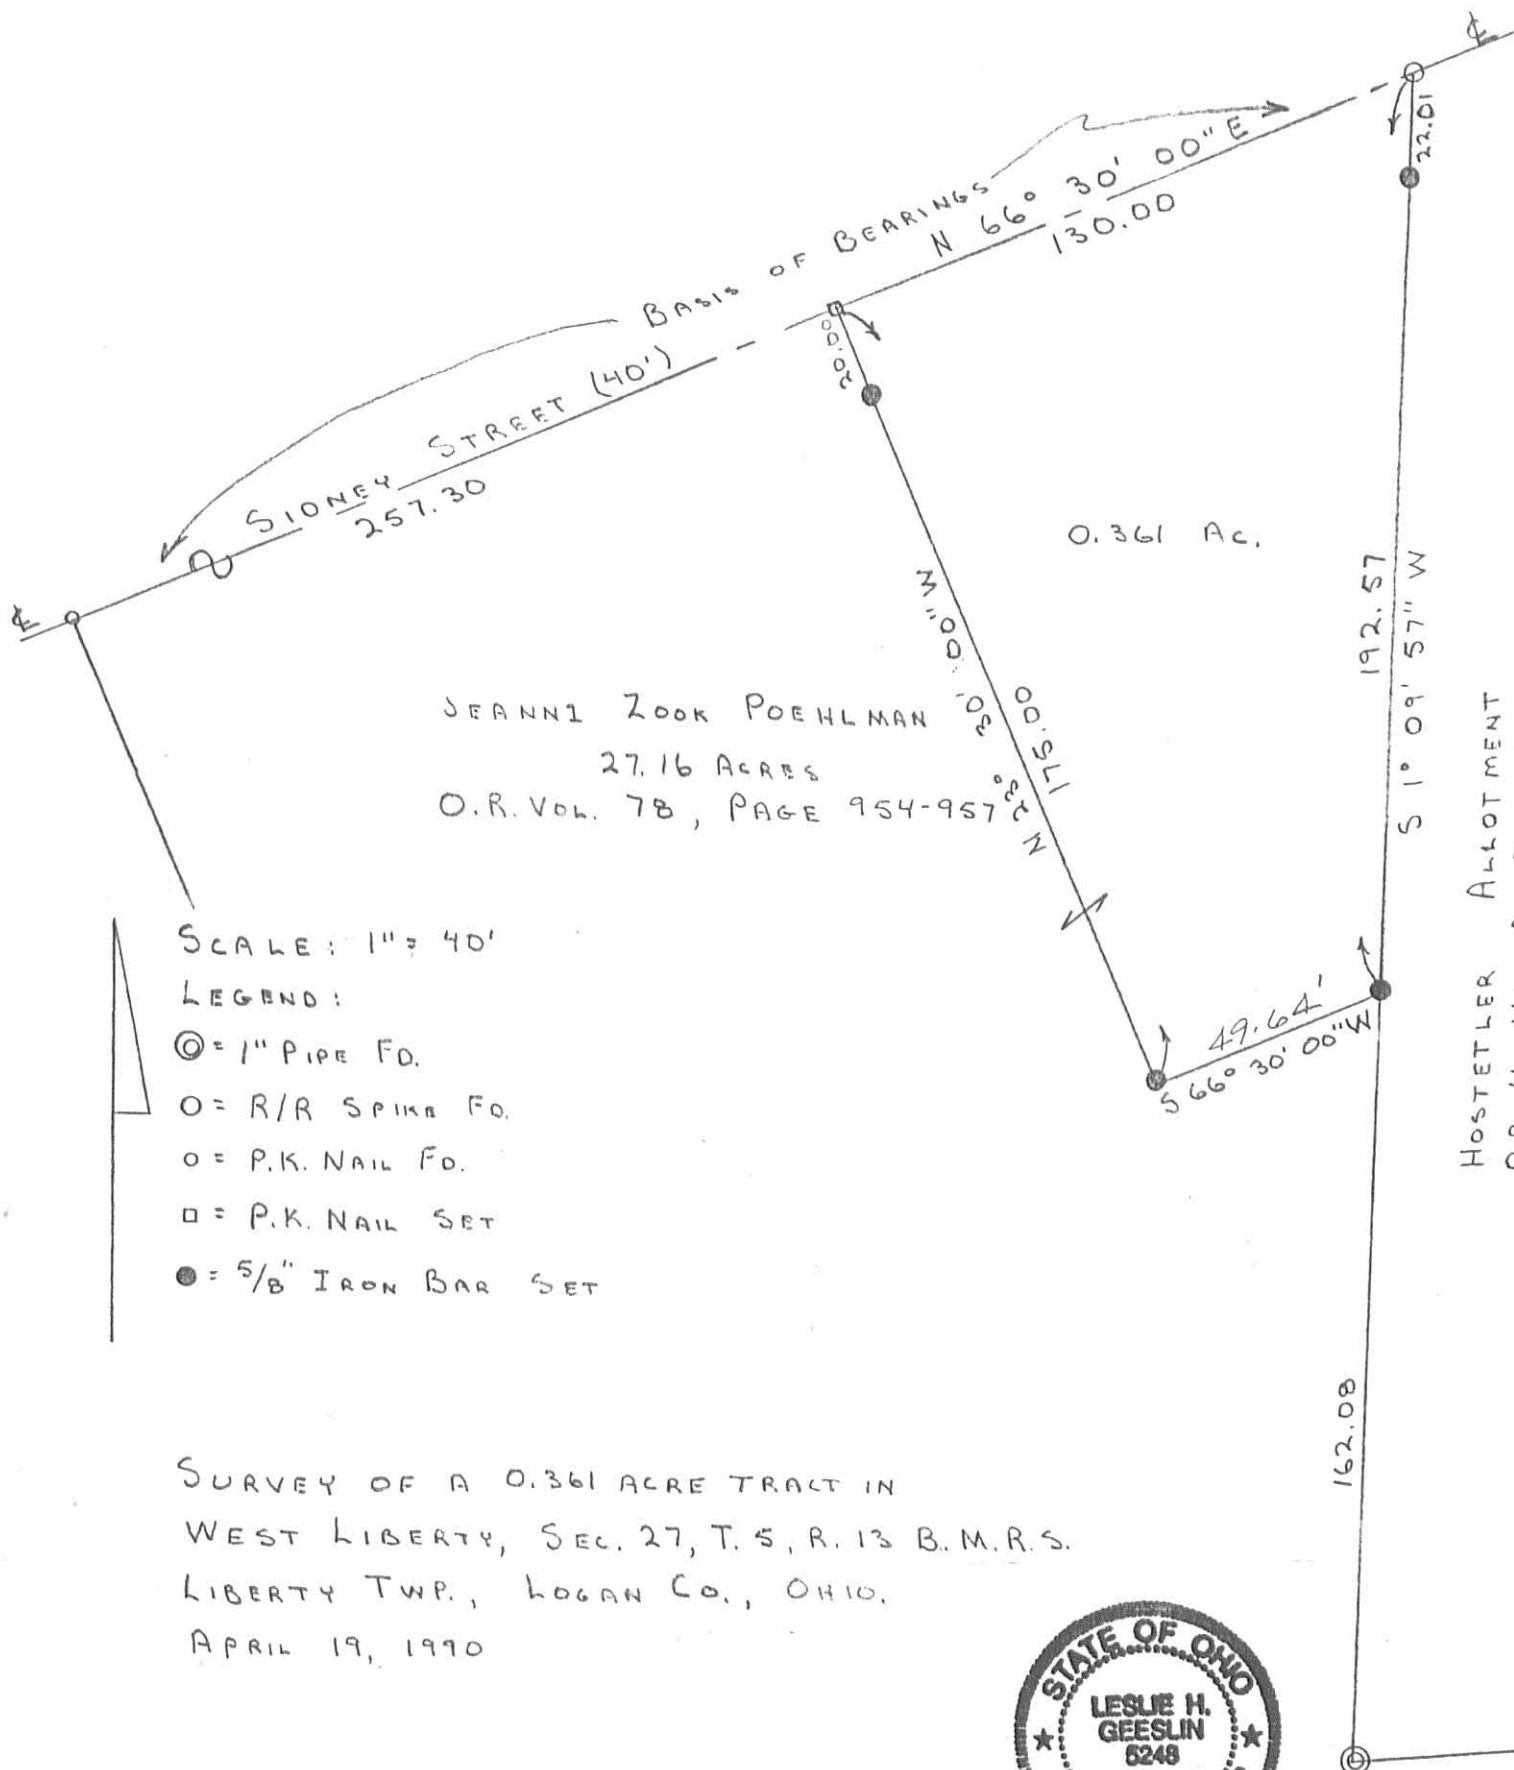 ℄
22.01
BASIS OF BEARINGS
N 66° 30' 00" E
130.00
20.00
SIDNEY STREET (40')
257.30
℄
0.361 AC.
N 23° 30' 00" W
175.00
192.57
S 1° 09' 57" W
JEANNI ZOOK POEHLMAN
27.16 ACRES
O.R. VOL. 78, PAGE 954-957
HOSTETLER ALLOTMENT
49.64'
S 66° 30' 00" W
SCALE: 1" = 40'
LEGEND:
◎ = 1" PIPE FD.
O = R/R SPIKE FD.
o = P.K. NAIL FD.
□ = P.K. NAIL SET
● = 5/8" IRON BAR SET
162.08
SURVEY OF A 0.361 ACRE TRACT IN
WEST LIBERTY, SEC. 27, T. 5, R. 13 B.M.R.S.
LIBERTY TWP., LOGAN CO., OHIO.
APRIL 19, 1990
STATE OF OHIO
LESLIE H.
GEESLIN
5248